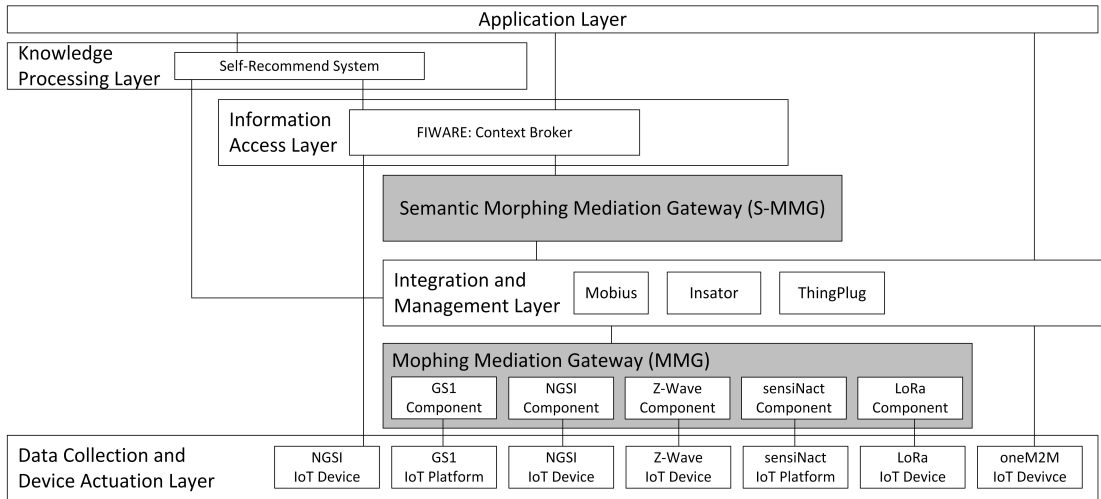 Application Layer
Knowledge
Processing Layer
Self-Recommend System
Information
Access Layer
FIWARE: Context Broker
Semantic Morphing Mediation Gateway (S-MMG)
Integration and
Management Layer
Mobius
Insator
ThingPlug
Mophing Mediation Gateway (MMG)
GS1
Component
NGSI
Component
Z-Wave
Component
sensiNact
Component
LoRa
Component
Data Collection and
Device Actuation Layer
NGSI
IoT Device
GS1
IoT Platform
NGSI
IoT Device
Z-Wave
IoT Device
sensiNact
IoT Platform
LoRa
IoT Device
oneM2M
IoT Devivce